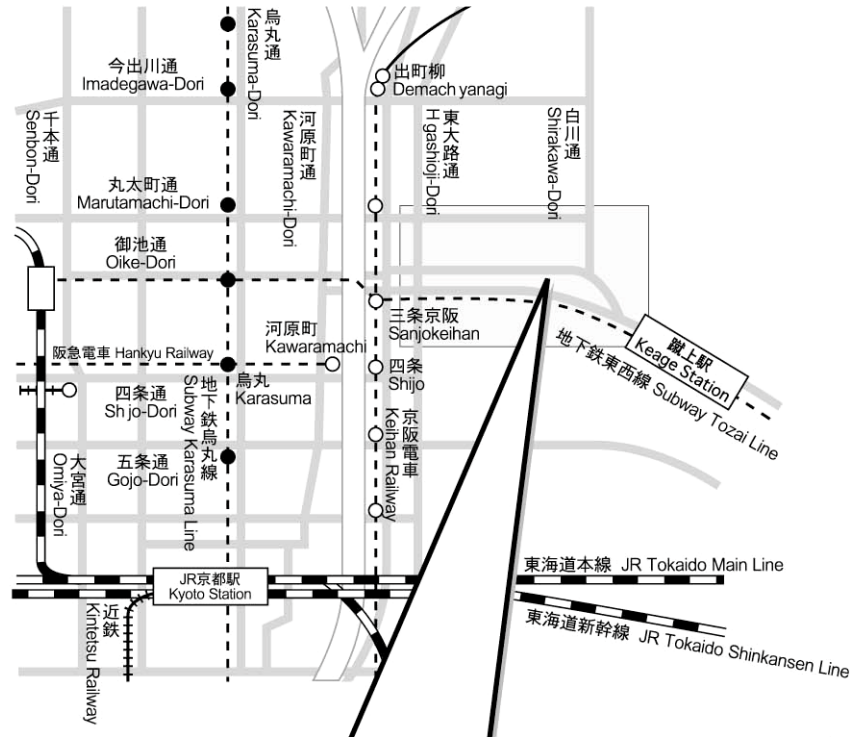 烏丸通
Karasuma-Dori
今出川通
Imadegawa-Dori
出町柳
Demach yanagi
千本通
Senbon-Dori
河原町通
Kawaramachi-Dori
東大路通
H gashioji-Dori
白川通
Shirakawa-Dori
丸太町通
Marutamachi-Dori
御池通
Oike-Dori
三条京阪
Sanjokeihan
河原町
Kawaramachi
阪急電車 Hankyu Railway
蹴上駅
Keage Station
地下鉄東西線 Subway Tozai Line
烏丸
Karasuma
四条
Shijo
四条通
Sh jo-Dori
地下鉄烏丸線
Subway Karasuma Line
京阪電車
Keihan Railway
大宮通
Omiya-Dori
五条通
Gojo-Dori
JR京都駅
Kyoto Station
東海道本線 JR Tokaido Main Line
東海道新幹線 JR Tokaido Shinkansen Line
近鉄
Kintetsu Railway